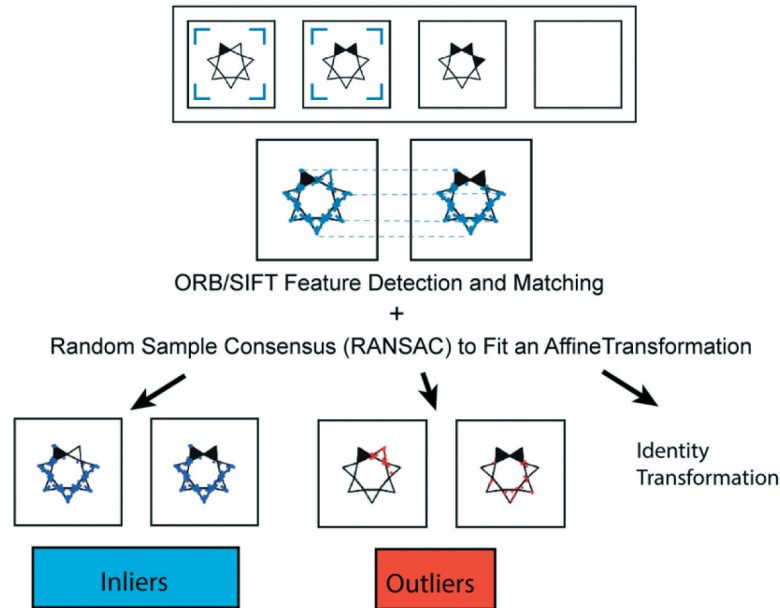 ORB/SIFT Feature Detection and Matching
+
Random Sample Consensus (RANSAC) to Fit an AffineTransformation
Identity
Transformation
Inliers
Outliers